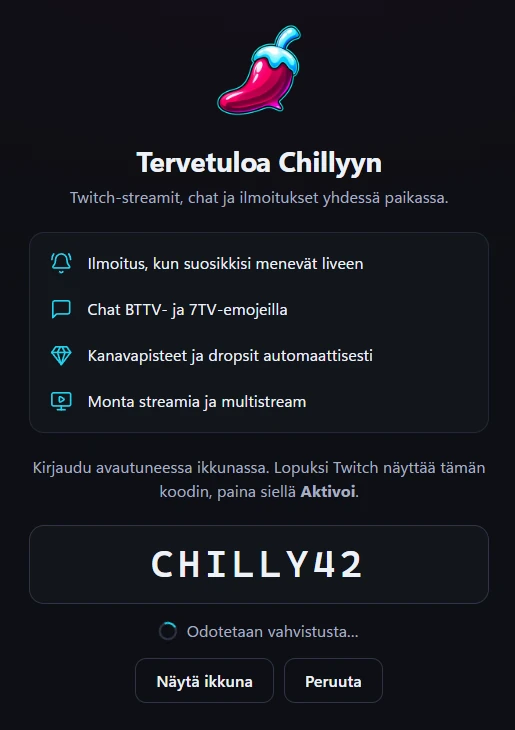 Tervetuloa Chillyyn
Twitch-streamit, chat ja ilmoitukset yhdessä paikassa.
Ilmoitus, kun suosikkisi menevät liveen
Chat BTTV- ja 7TV-emojeilla
Kanavapisteet ja dropsit automaattisesti
Monta streamia ja multistream
Kirjaudu avautuneessa ikkunassa. Lopuksi Twitch näyttää tämän
koodin, paina siellä Aktivoi.
CHILLY42
Odotetaan vahvistusta...
Näytä ikkuna
Peruuta